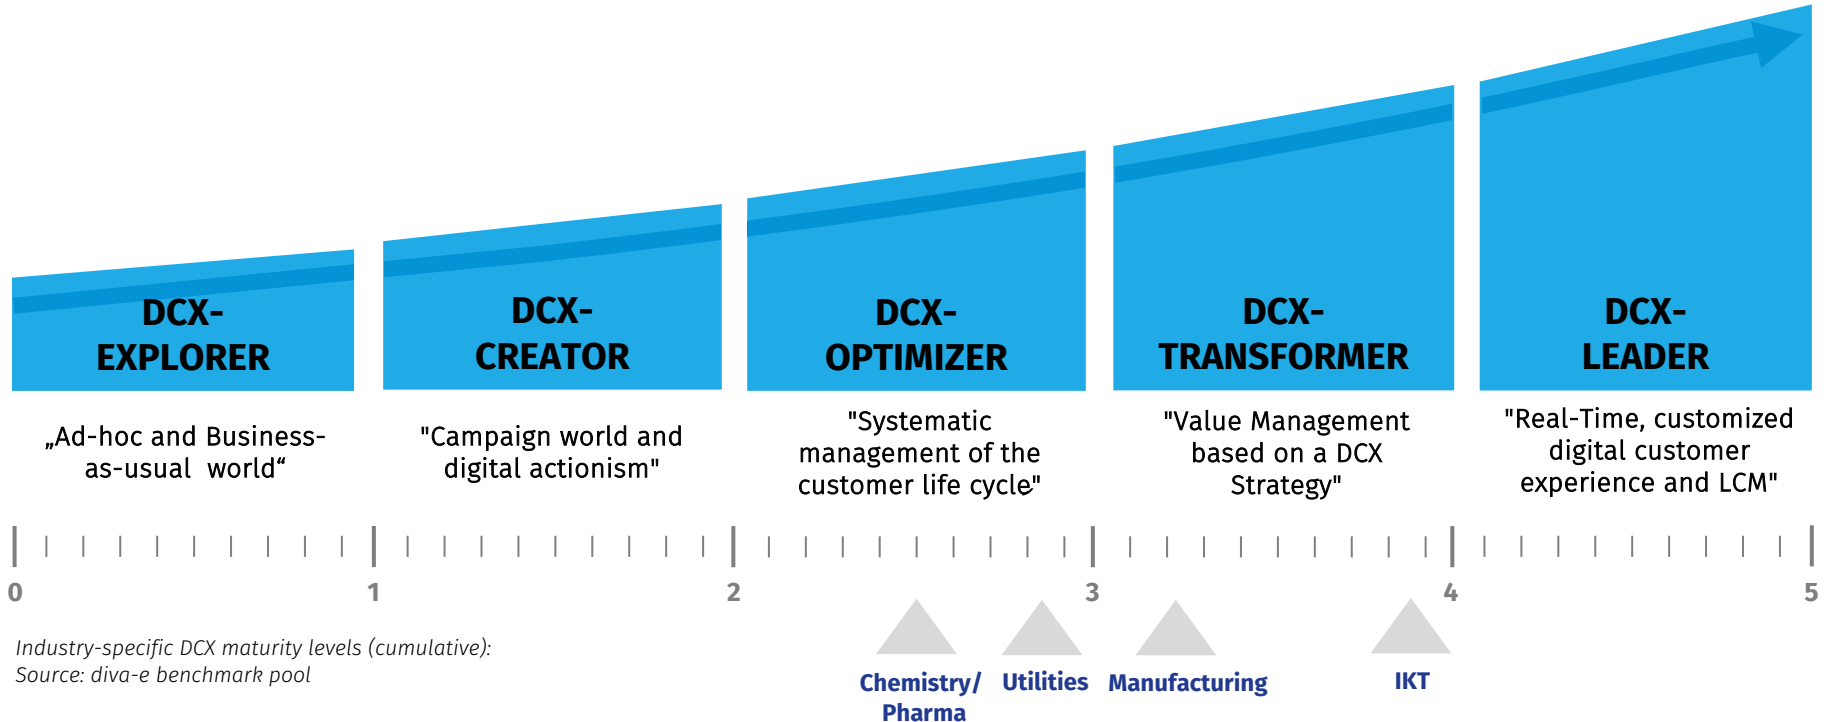 DCX-
EXPLORER
DCX-
CREATOR
DCX-
OPTIMIZER
DCX-
TRANSFORMER
DCX-
LEADER
„Ad-hoc and Business-
as-usual world“
"Campaign world and
digital actionism"
"Systematic
management of the
customer life cycle"
"Value Management
based on a DCX
Strategy"
"Real-Time, customized
digital customer
experience and LCM"
0 1 2 3 4 5
Industry-specific DCX maturity levels (cumulative):
Source: diva-e benchmark pool
Chemistry/
Pharma
Utilities
Manufacturing
IKT